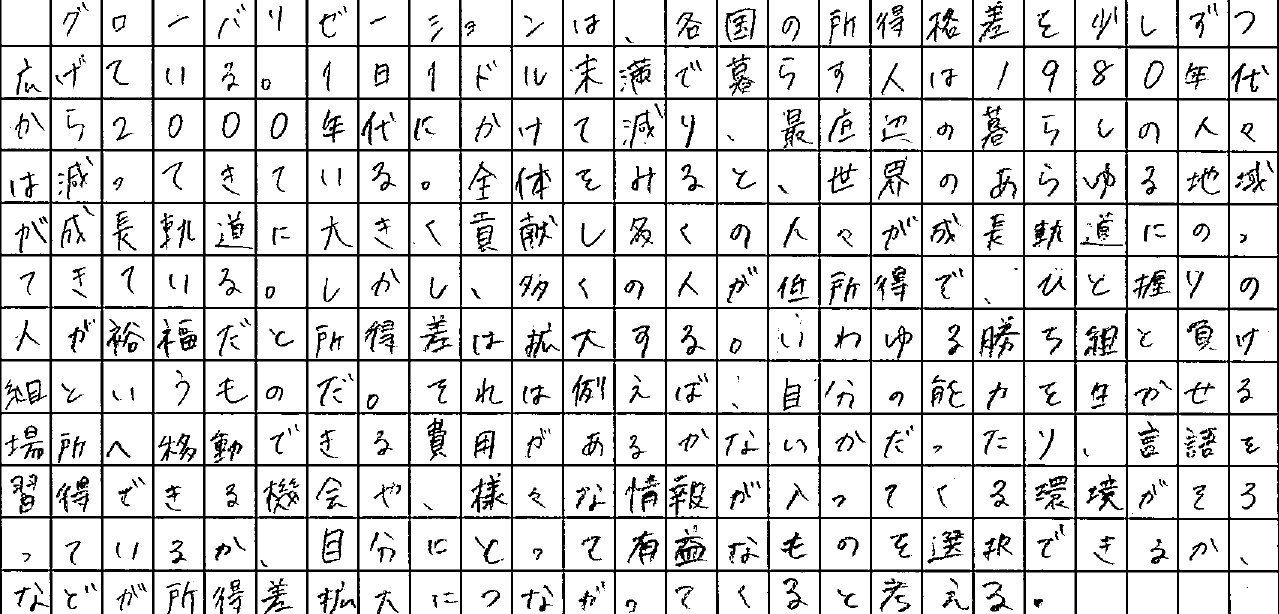 グローバリゼーションは、各国の所得格差を少しずつ
広げている。1日1ドル未満で暮らす人は1980年代
から2000年代にかけて減り、最底辺の暮らしの人々
は減ってきている。全体をみると、世界のあらゆる地域
が成長軌道に大きく貢献し多くの人々が成長軌道にのっ
てきている。しかし、多くの人が低所得で、ひと握りの
人が裕福だと所得差は拡大する。いわゆる勝ち組と負け
組というものだ。それは例えば、自分の能力を生かせる
場所へ移動できる費用があるかないかだったり、言語を
習得できる機会や、様々な情報が入ってくる環境がそろ
っているか、自分にとって有益なものを選択できるか、
などが所得差拡大につながってくると考える。